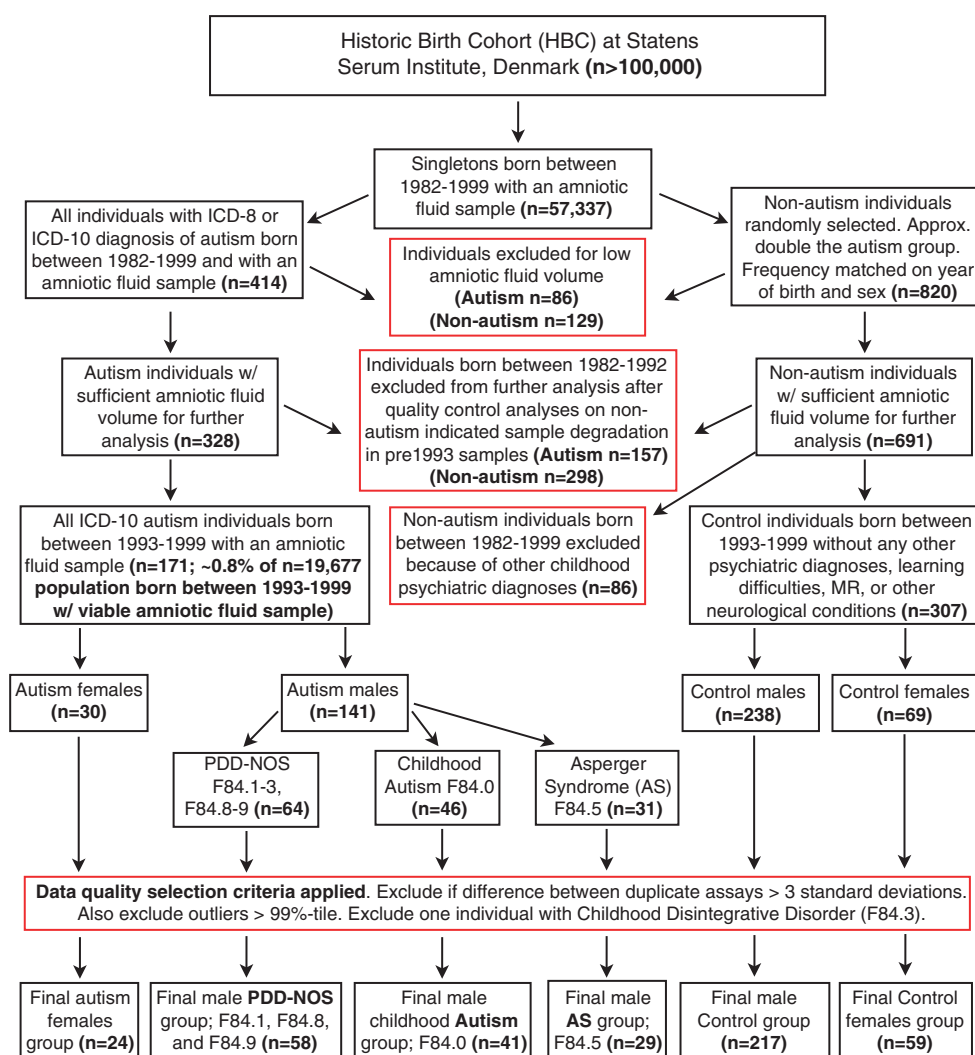 Historic Birth Cohort (HBC) at Statens
Serum Institute, Denmark (n>100,000)
Singletons born between
1982-1999 with an amniotic
fluid sample (n=57,337)
All individuals with ICD-8 or
ICD-10 diagnosis of autism born
between 1982-1999 and with an
amniotic fluid sample (n=414)
Individuals excluded for low
amniotic fluid volume
(Autism n=86)
(Non-autism n=129)
Non-autism individuals
randomly selected. Approx.
double the autism group.
Frequency matched on year
of birth and sex (n=820)
Autism individuals w/
sufficient amniotic fluid
volume for further
analysis (n=328)
Individuals born between 1982-1992
excluded from further analysis after
quality control analyses on non-
autism indicated sample degradation
in pre1993 samples (Autism n=157)
(Non-autism n=298)
Non-autism individuals
w/ sufficient amniotic
fluid volume for further
analysis (n=691)
All ICD-10 autism individuals born
between 1993-1999 with an amniotic
fluid sample (n=171; ~0.8% of n=19,677
population born between 1993-1999
w/ viable amniotic fluid sample)
Non-autism individuals born
between 1982-1999 excluded
because of other childhood
psychiatric diagnoses (n=86)
Control individuals born between
1993-1999 without any other
psychiatric diagnoses, learning
difficulties, MR, or other
neurological conditions (n=307)
Autism females
(n=30)
Autism males
(n=141)
Control males
(n=238)
Control females
(n=69)
PDD-NOS
F84.1-3,
F84.8-9 (n=64)
Childhood
Autism F84.0
(n=46)
Asperger
Syndrome (AS)
F84.5 (n=31)
Data quality selection criteria applied. Exclude if difference between duplicate assays > 3 standard deviations.
Also exclude outliers > 99%-tile. Exclude one individual with Childhood Disintegrative Disorder (F84.3).
Final autism
females
group (n=24)
Final male PDD-NOS
group; F84.1, F84.8,
and F84.9 (n=58)
Final male
childhood Autism
group; F84.0 (n=41)
Final male
AS group;
F84.5 (n=29)
Final male
Control group
(n=217)
Final Control
females group
(n=59)